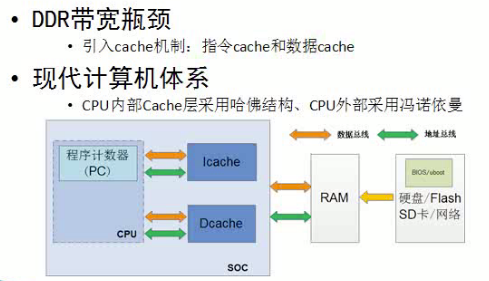 • DDR带宽瓶颈
• 引入cache机制：指令cache和数据cache
• 现代计算机体系
• CPU内部Cache层采用哈佛结构、CPU外部采用冯诺依曼
数据总线
地址总线
程序计数器
(PC)
Icache
Dcache
CPU
SOC
RAM
BIOS/uboot
硬盘/Flash
SD卡/网络